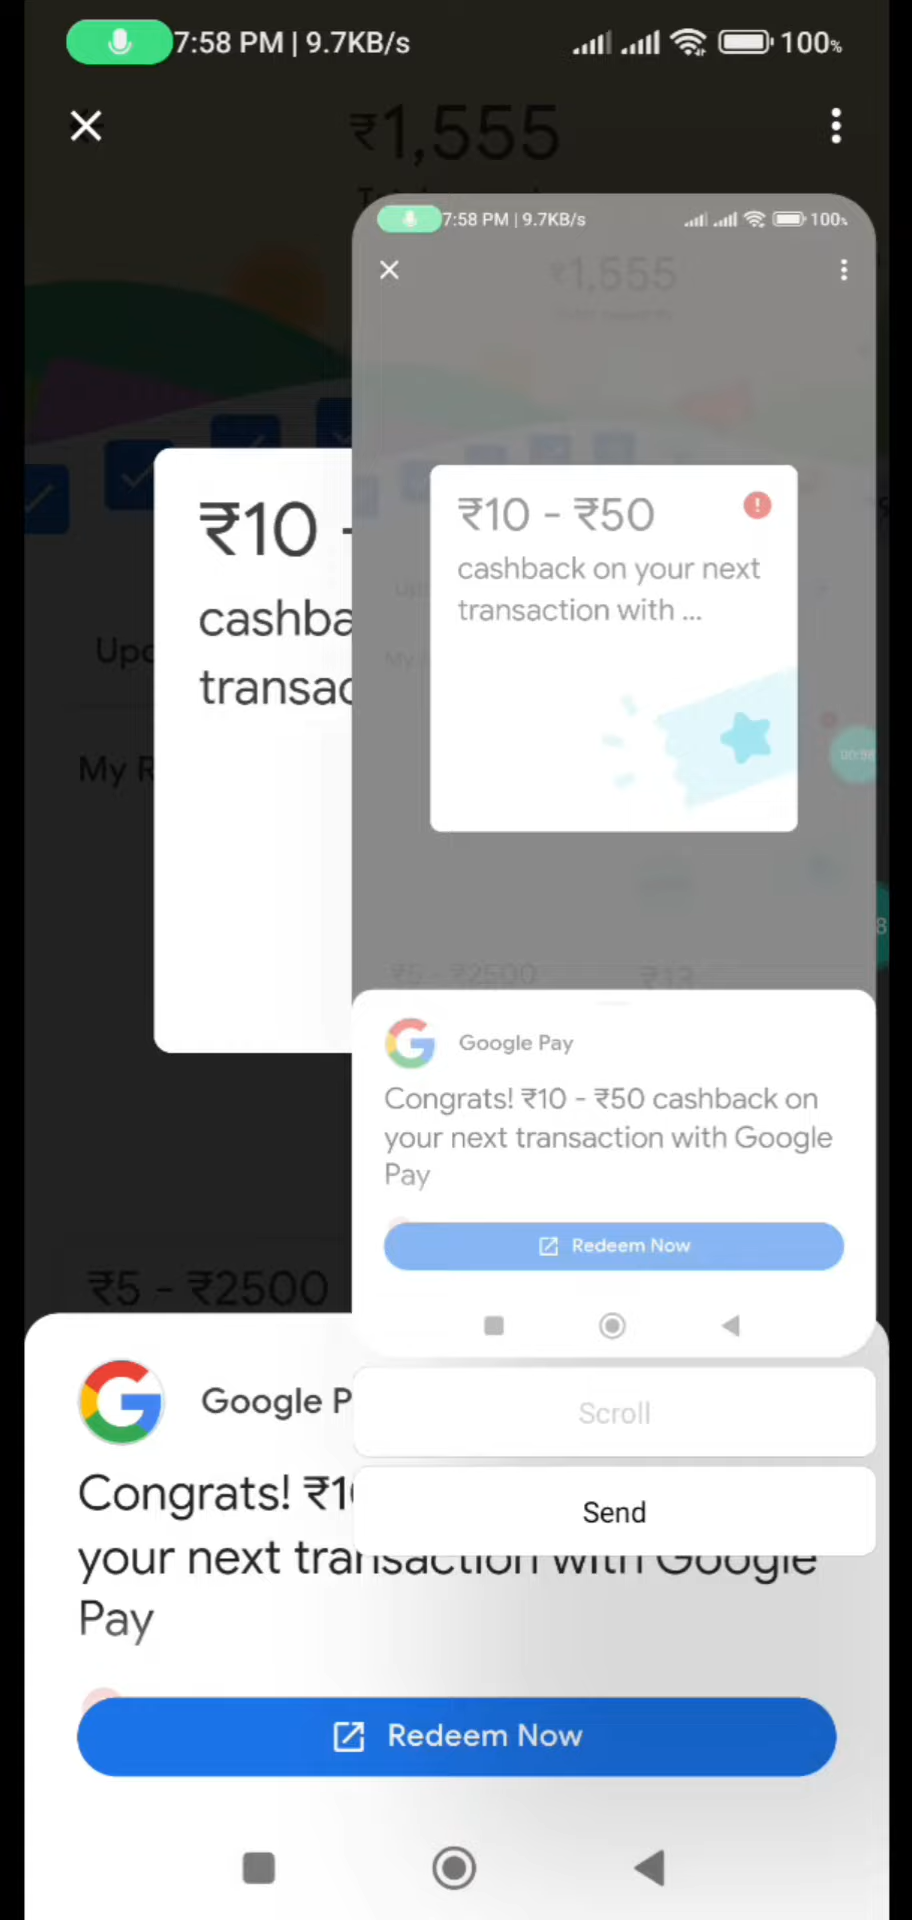 7:58 PM | 9.7KB/s
100%
₹1,555
7:58 PM | 9.7KB/s
100%
₹1,555
₹10 -
cashba
transac
₹10 - ₹50
cashback on your next
transaction with ...
My R
₹5 - ₹2500
₹13
Google Pay
Congrats! ₹10 - ₹50 cashback on
your next transaction with Google
Pay
Redeem Now
₹5 - ₹2500
Scroll
Send
Google P
Congrats! ₹1
your next transaction with Google
Pay
Redeem Now